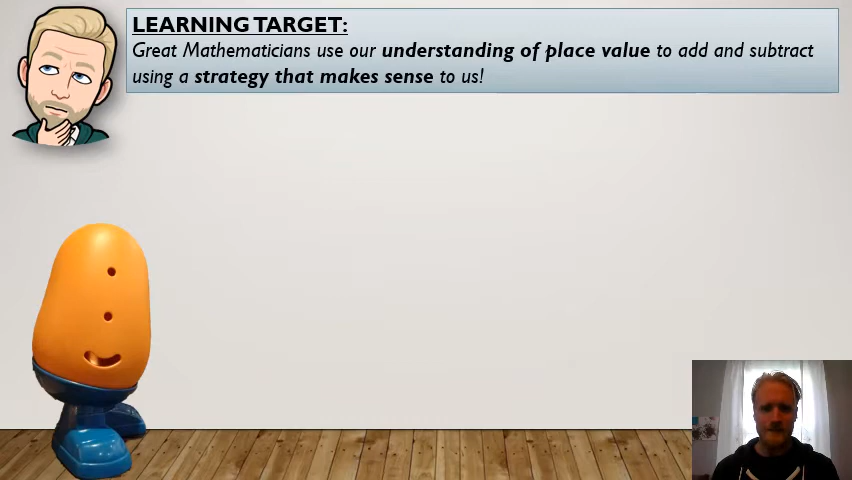 LEARNING TARGET:
Great Mathematicians use our understanding of place value to add and subtract
using a strategy that makes sense to us!